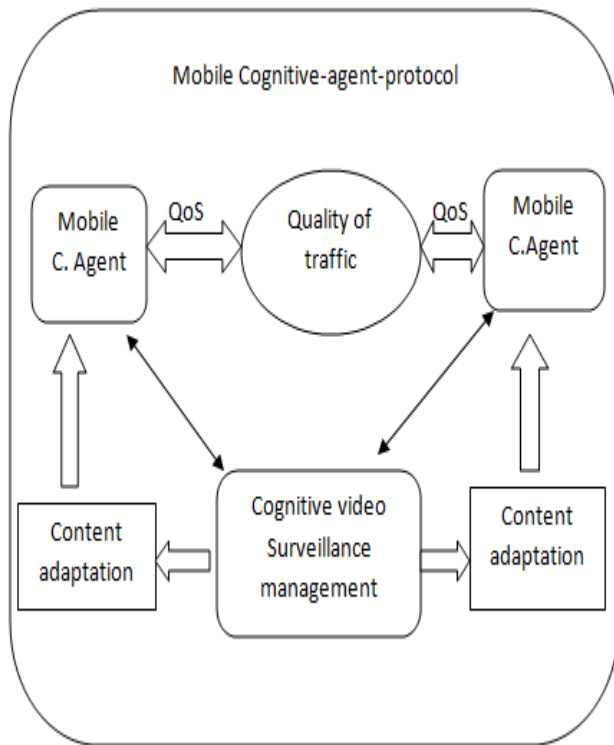 Mobile Cognitive-agent-protocol
Mobile
C. Agent
QoS
Quality of
traffic
QoS
Mobile
C.Agent
Content
adaptation
Cognitive video
Surveillance
management
Content
adaptation